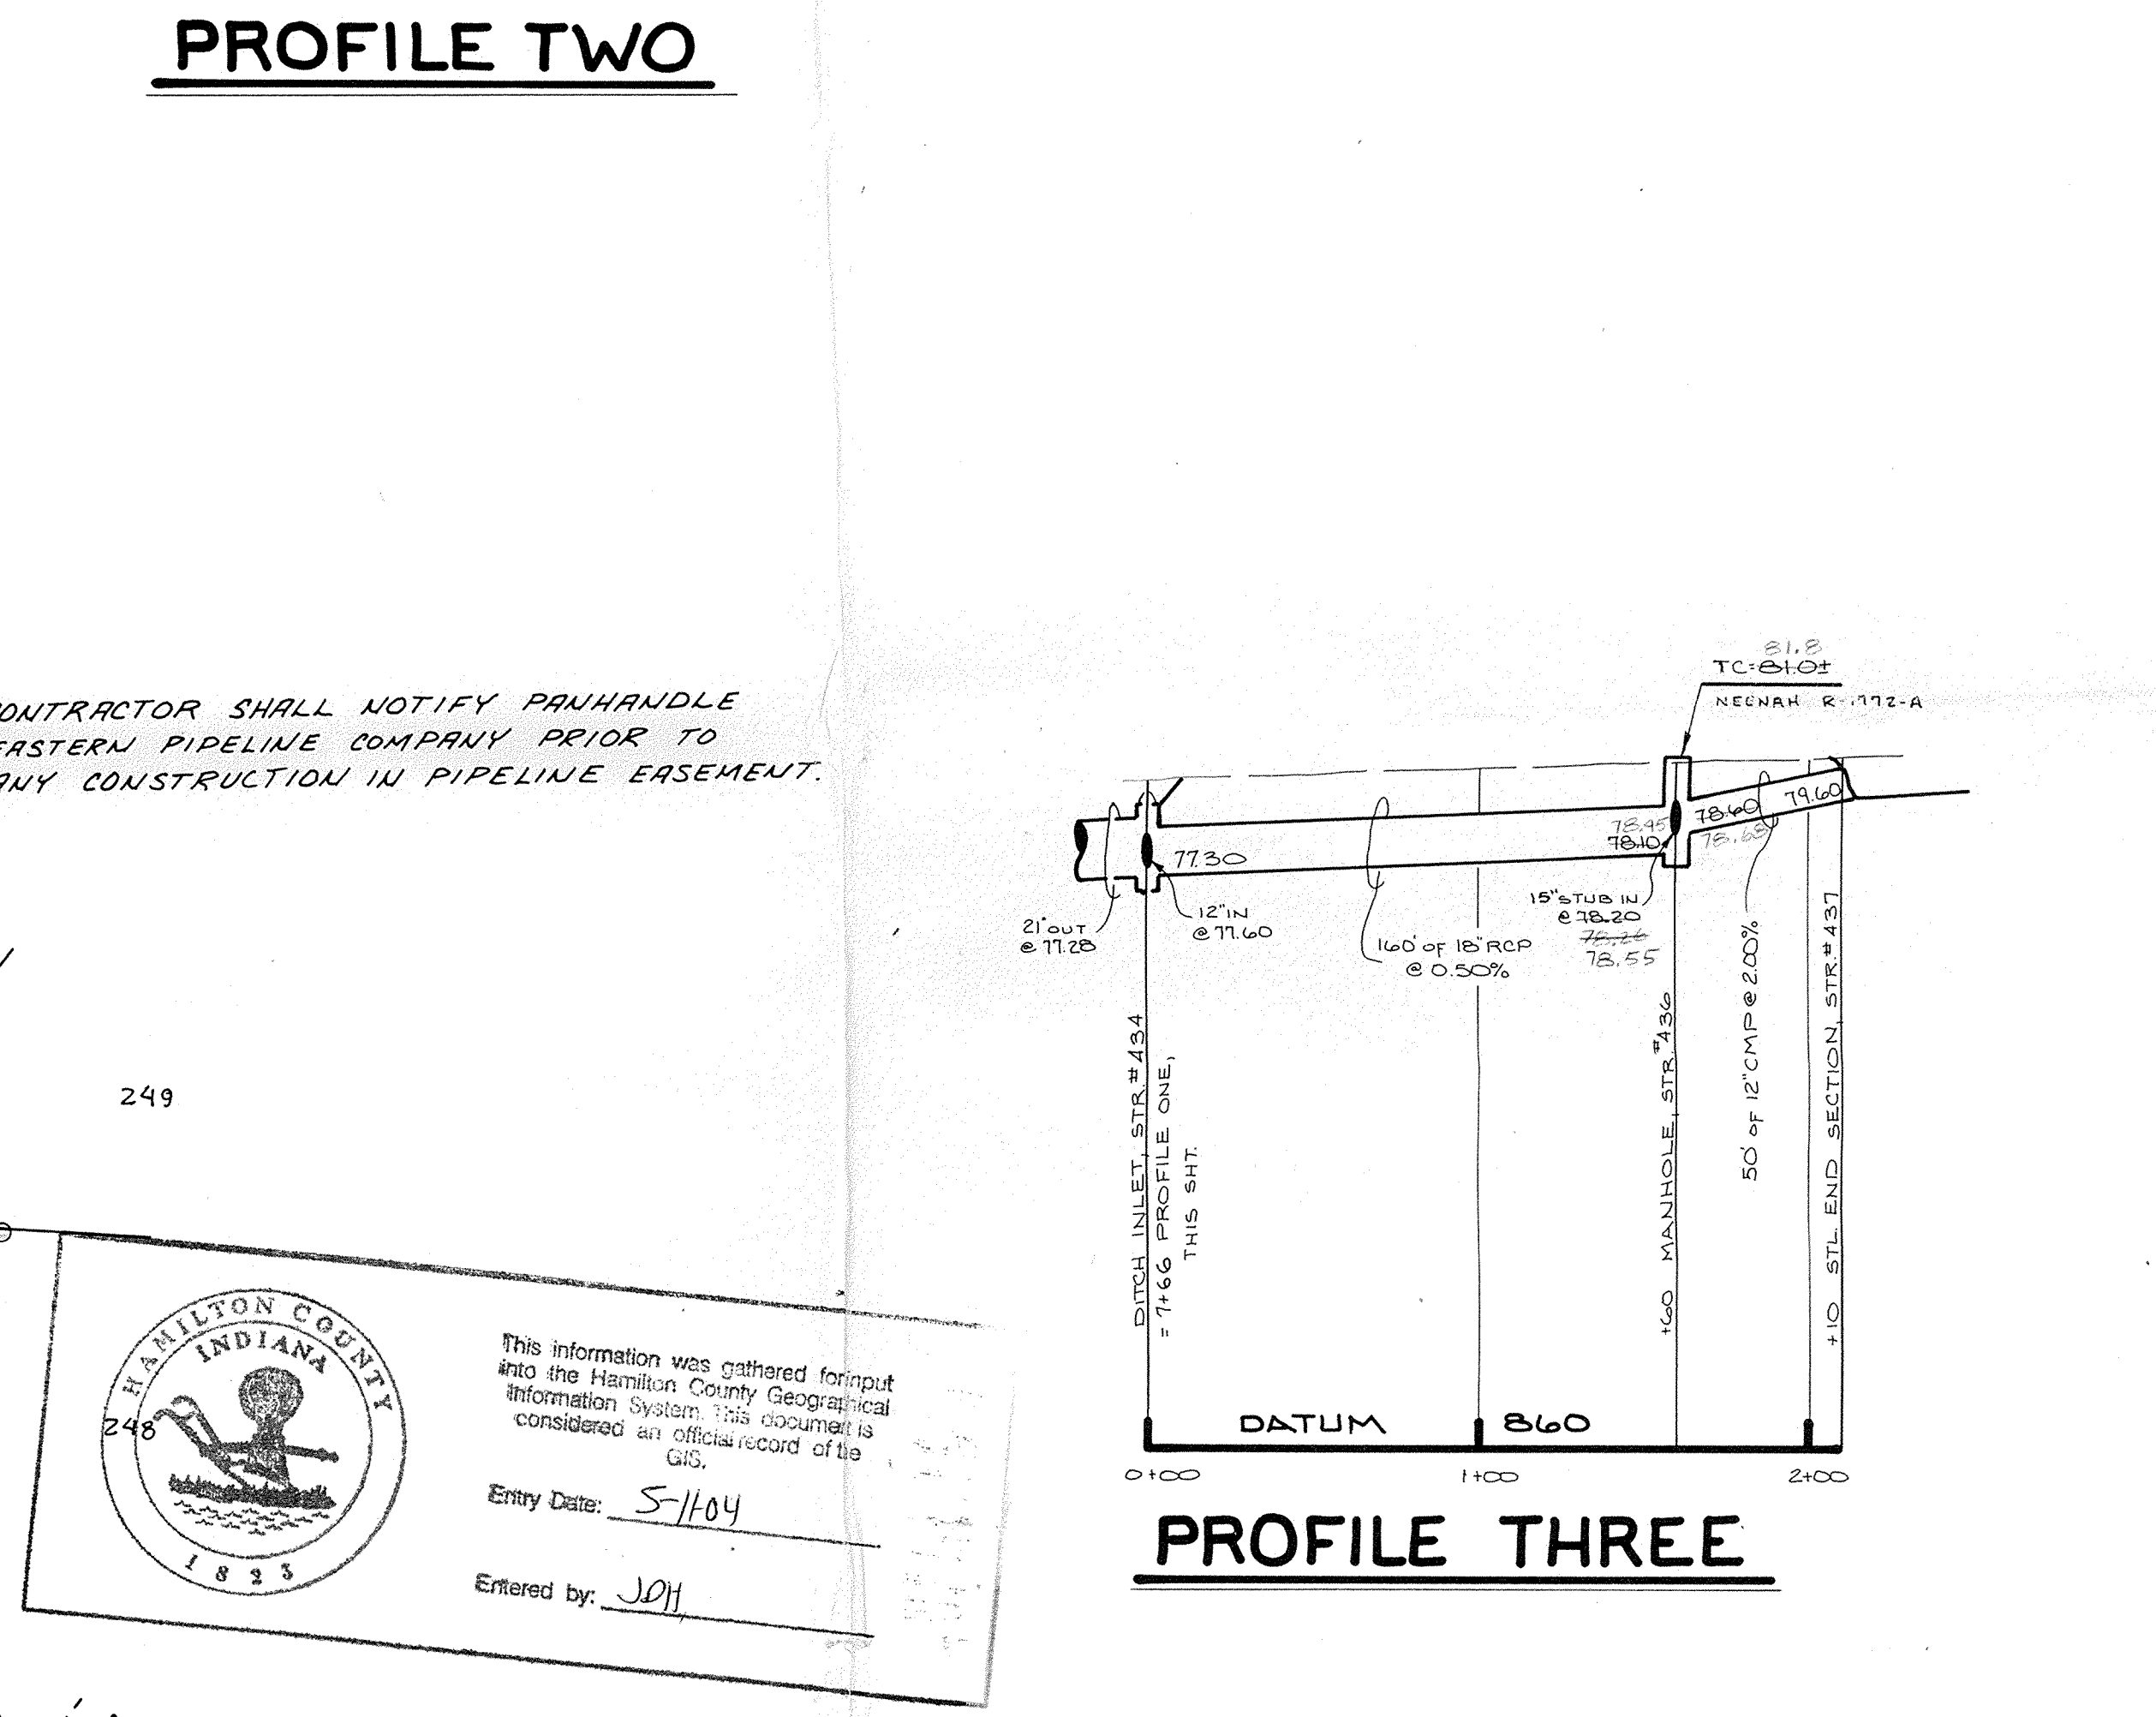 PROFILE TWO
ONTRACTOR SHALL NOTIFY PANHANDLE
EASTERN PIPELINE COMPANY PRIOR TO
ANY CONSTRUCTION IN PIPELINE EASEMENT.
249
HAMILTON COUNTY
INDIANA
1823
248
This information was gathered for input
into the Hamilton County Geographical
Information System. This document is
considered an official record of the
GIS.
Entry Date: 5-11-04
Entered by: JDH
81.8
TC=81.0±
NEENAH R-1772-A
77.30
78.45
78.10
78.60
78.63
79.60
21" OUT
@ 77.28
12" IN
@ 77.60
160' OF 18" RCP
@ 0.50%
15" STUB IN
@ 78.20
78.26
78.55
50' OF 12" CMP @ 2.00%
DITCH INLET, STR. #434
= 7+66 PROFILE ONE,
THIS SHT.
+60 MANHOLE, STR. #436
+10 STL. END SECTION, STR. #437
DATUM 860
0+00 1+00 2+00
PROFILE THREE